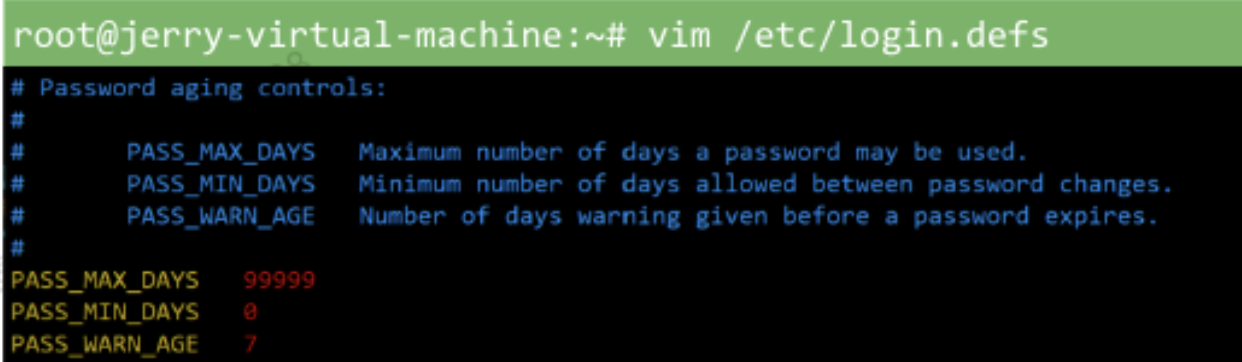 root@jerry-virtual-machine:~# vim /etc/login.defs
# Password aging controls:
#
#       PASS_MAX_DAYS   Maximum number of days a password may be used.
#       PASS_MIN_DAYS   Minimum number of days allowed between password changes.
#       PASS_WARN_AGE   Number of days warning given before a password expires.
#
PASS_MAX_DAYS   99999
PASS_MIN_DAYS   0
PASS_WARN_AGE   7